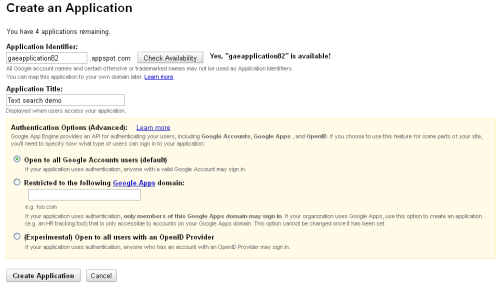 Create an Application
You have 4 applications remaining.
Application Identifier:
gaeapplication82 .appspot.com Check Availability Yes, "gaeapplication82" is available!
All Google account names and certain offensive or trademarked names may not be used as Application Identifiers.
You can map this application to your own domain later. Learn more
Application Title:
Text search demo
Displayed when users access your application.
Authentication Options (Advanced): Learn more
Google App Engine provides an API for authenticating your users, including Google Accounts, Google Apps, and OpenID. If you choose to use this feature for some parts of your site,
you'll need to specify now what type of users can sign in to your application:
Open to all Google Accounts users (default)
If your application uses authentication, anyone with a valid Google Account may sign in.
Restricted to the following Google Apps domain:
e.g. foo.com
If your application uses authentication, only members of this Google Apps domain may sign in. If your organization uses Google Apps, use this option to create an application
(e.g. an HR tracking tool) that is only accessible to accounts on your Google Apps domain. This option cannot be changed once it has been set.
(Experimental) Open to all users with an OpenID Provider
If your application uses authentication, anyone who has an account with an OpenID Provider may sign in.
Create Application Cancel